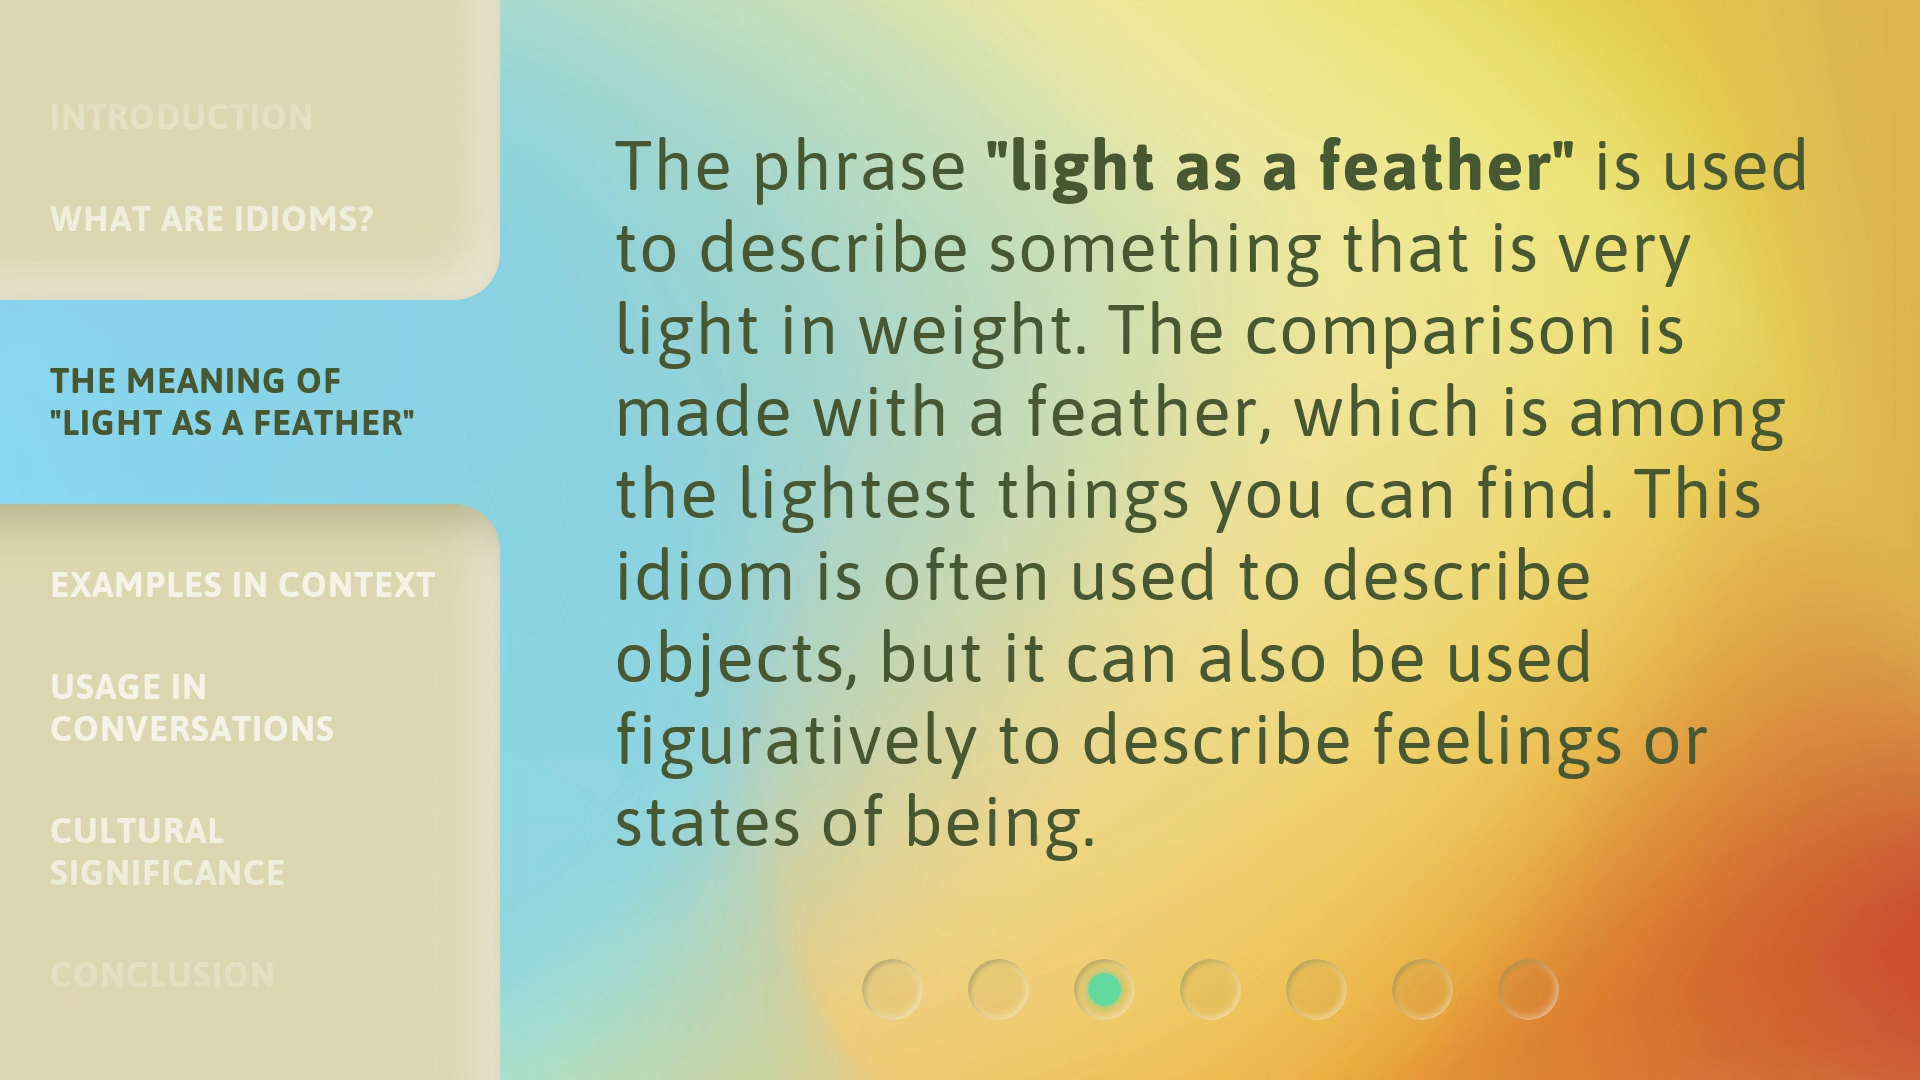 INTRODUCTION
WHAT ARE IDIOMS?
THE MEANING OF
"LIGHT AS A FEATHER"
EXAMPLES IN CONTEXT
USAGE IN
CONVERSATIONS
CULTURAL
SIGNIFICANCE
CONCLUSION
The phrase "light as a feather" is used
to describe something that is very
light in weight. The comparison is
made with a feather, which is among
the lightest things you can find. This
idiom is often used to describe
objects, but it can also be used
figuratively to describe feelings or
states of being.